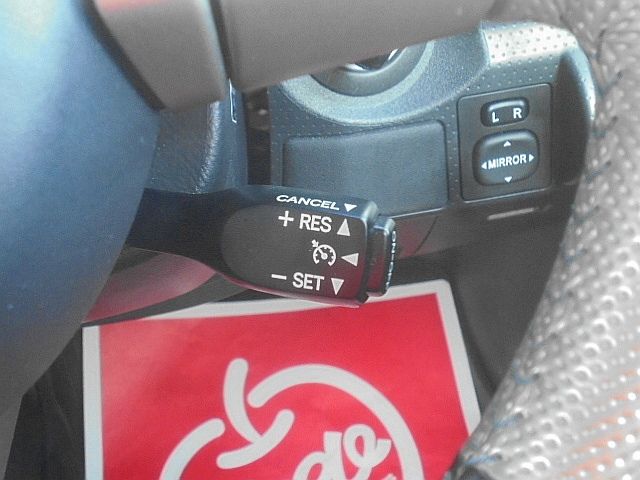 L R
MIRROR
CANCEL
+ RES
− SET